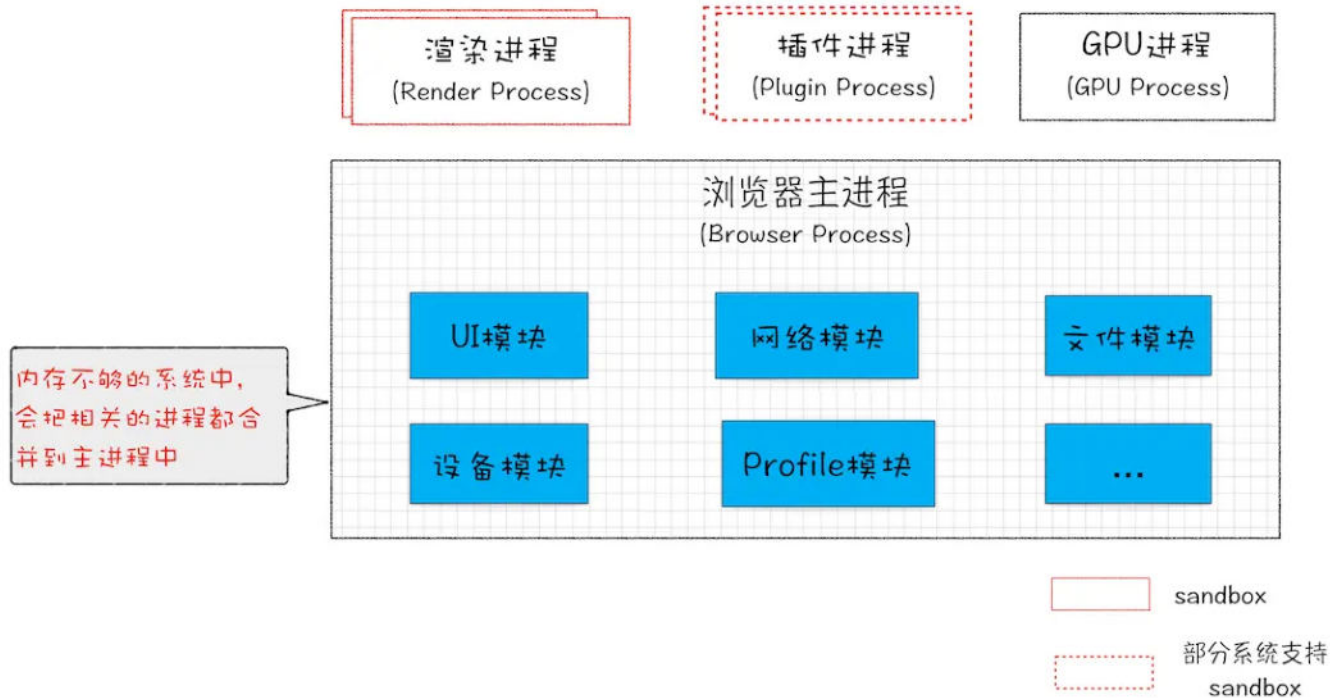 渲染进程
(Render Process)
插件进程
(Plugin Process)
GPU进程
(GPU Process)
浏览器主进程
(Browser Process)
UI模块
网络模块
文件模块
设备模块
Profile模块
...
内存不够的系统中，
会把相关的进程都合
并到主进程中
sandbox
部分系统支持
sandbox